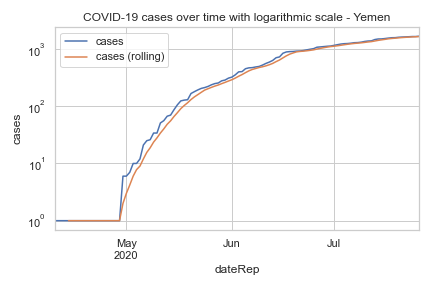 COVID-19 cases over time with logarithmic scale - Yemen
cases
cases (rolling)
10³
10²
10¹
10⁰
cases
May
2020
Jun
Jul
dateRep